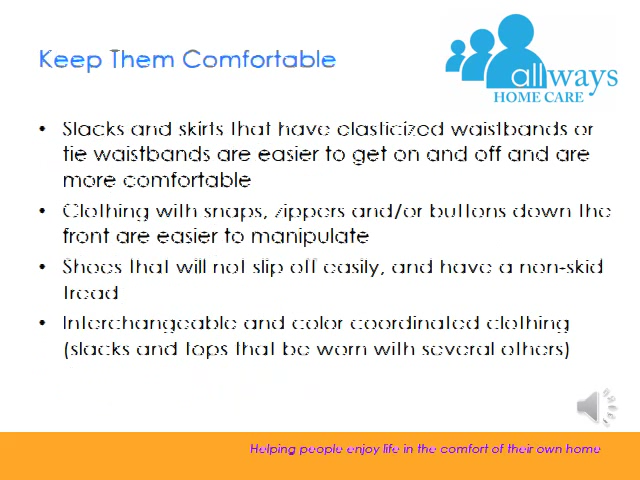 Keep Them Comfortable
allways
HOME CARE
• Slacks and skirts that have elasticized waistbands or
tie waistbands are easier to get on and off and are
more comfortable
• Clothing with snaps, zippers and/or buttons down the
front are easier to manipulate
• Shoes that will not slip off easily, and have a non-skid
tread
• Interchangeable and color coordinated clothing
(slacks and tops that be worn with several others)
Helping people enjoy life in the comfort of their own home